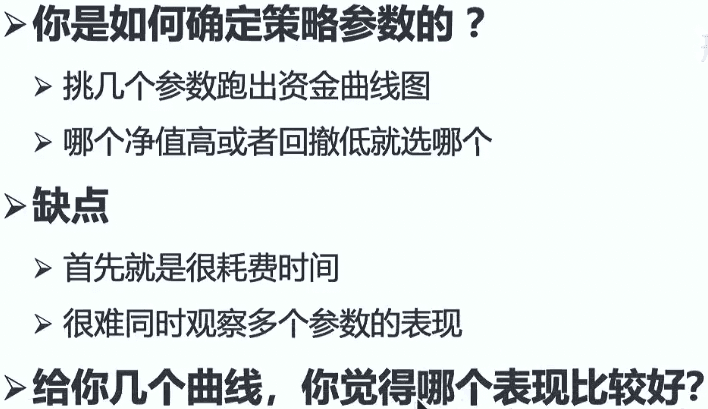 你是如何确定策略参数的？
挑几个参数跑出资金曲线图
哪个净值高或者回撤低就选哪个
缺点
首先就是很耗费时间
很难同时观察多个参数的表现
给你几个曲线，你觉得哪个表现比较好?